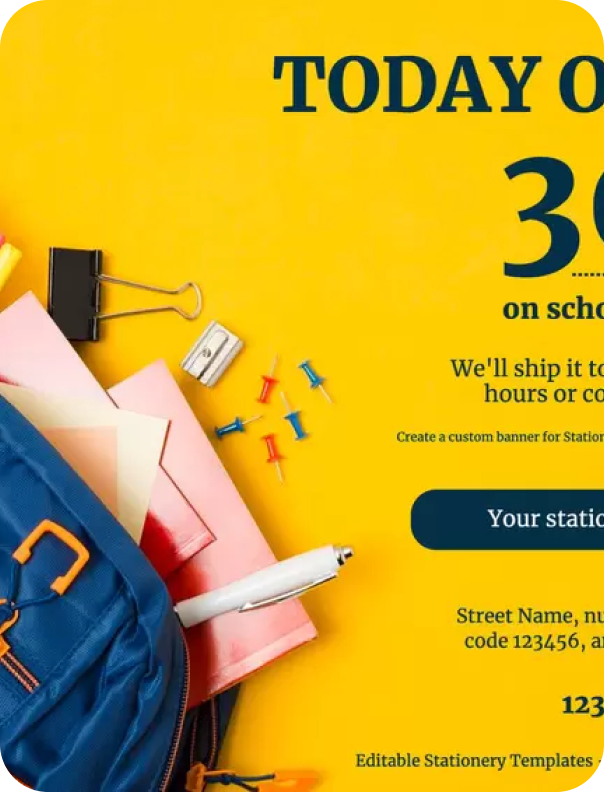 TODAY O
30
on scho
We'll ship it to
hours or co
Create a custom banner for Station
Your statio
Street Name, nu
code 123456, a
123
Editable Stationery Templates -